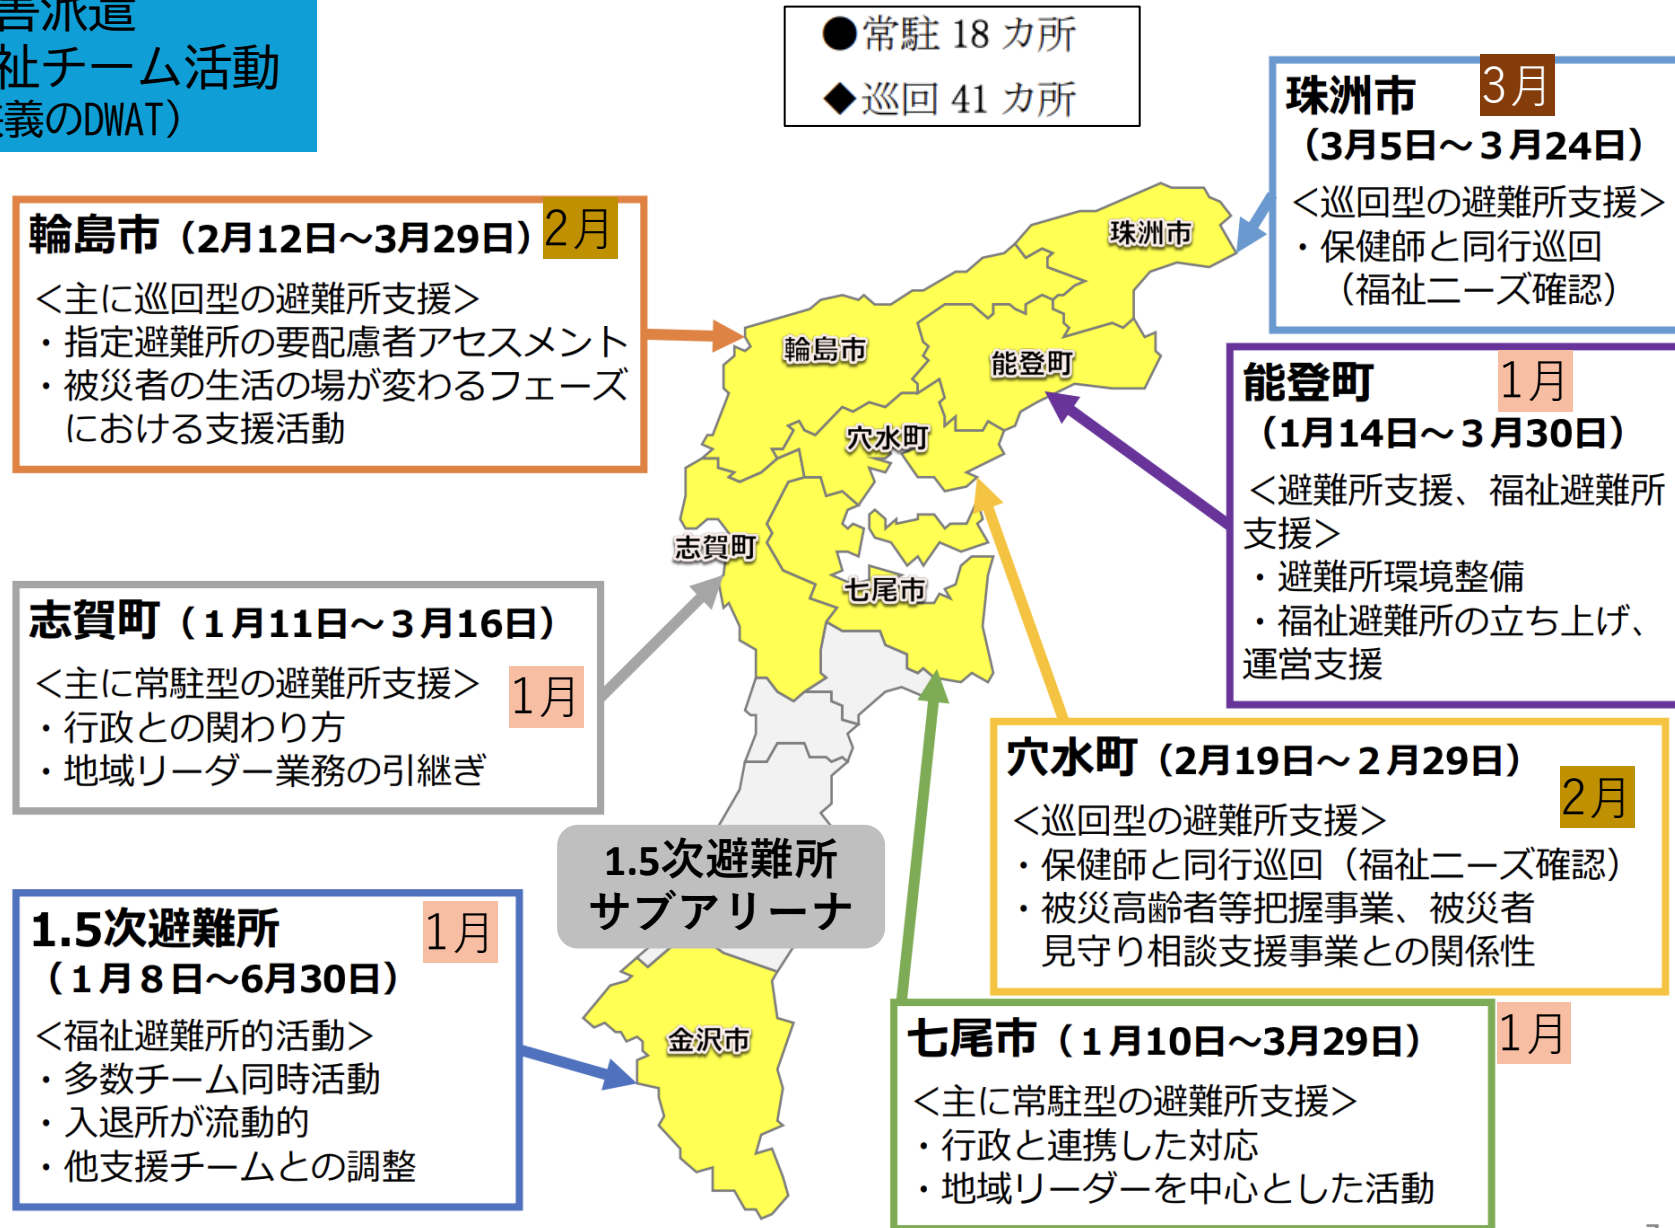 害派遣
祉チーム活動
義のDWAT）
●常駐 18 カ所
◆巡回 41 カ所
珠洲市
3月
（3月5日～３月24日）
＜巡回型の避難所支援＞
・保健師と同行巡回
（福祉ニーズ確認）
輪島市（2月12日～3月29日）
2月
＜主に巡回型の避難所支援＞
・指定避難所の要配慮者アセスメント
・被災者の生活の場が変わるフェーズ
における支援活動
珠洲市
輪島市
能登町
穴水町
志賀町
七尾市
金沢市
能登町
1月
（1月14日～３月30日）
＜避難所支援、福祉避難所
支援＞
・避難所環境整備
・福祉避難所の立ち上げ、
運営支援
志賀町（１月11日～３月16日）
＜主に常駐型の避難所支援＞
1月
・行政との関わり方
・地域リーダー業務の引継ぎ
穴水町（2月19日～２月29日）
2月
＜巡回型の避難所支援＞
・保健師と同行巡回（福祉ニーズ確認）
・被災高齢者等把握事業、被災者
見守り相談支援事業との関係性
1.5次避難所
サブアリーナ
1.5次避難所
1月
（１月８日～6月30日）
＜福祉避難所的活動＞
・多数チーム同時活動
・入退所が流動的
・他支援チームとの調整
七尾市（１月10日～3月29日）
1月
＜主に常駐型の避難所支援＞
・行政と連携した対応
・地域リーダーを中心とした活動